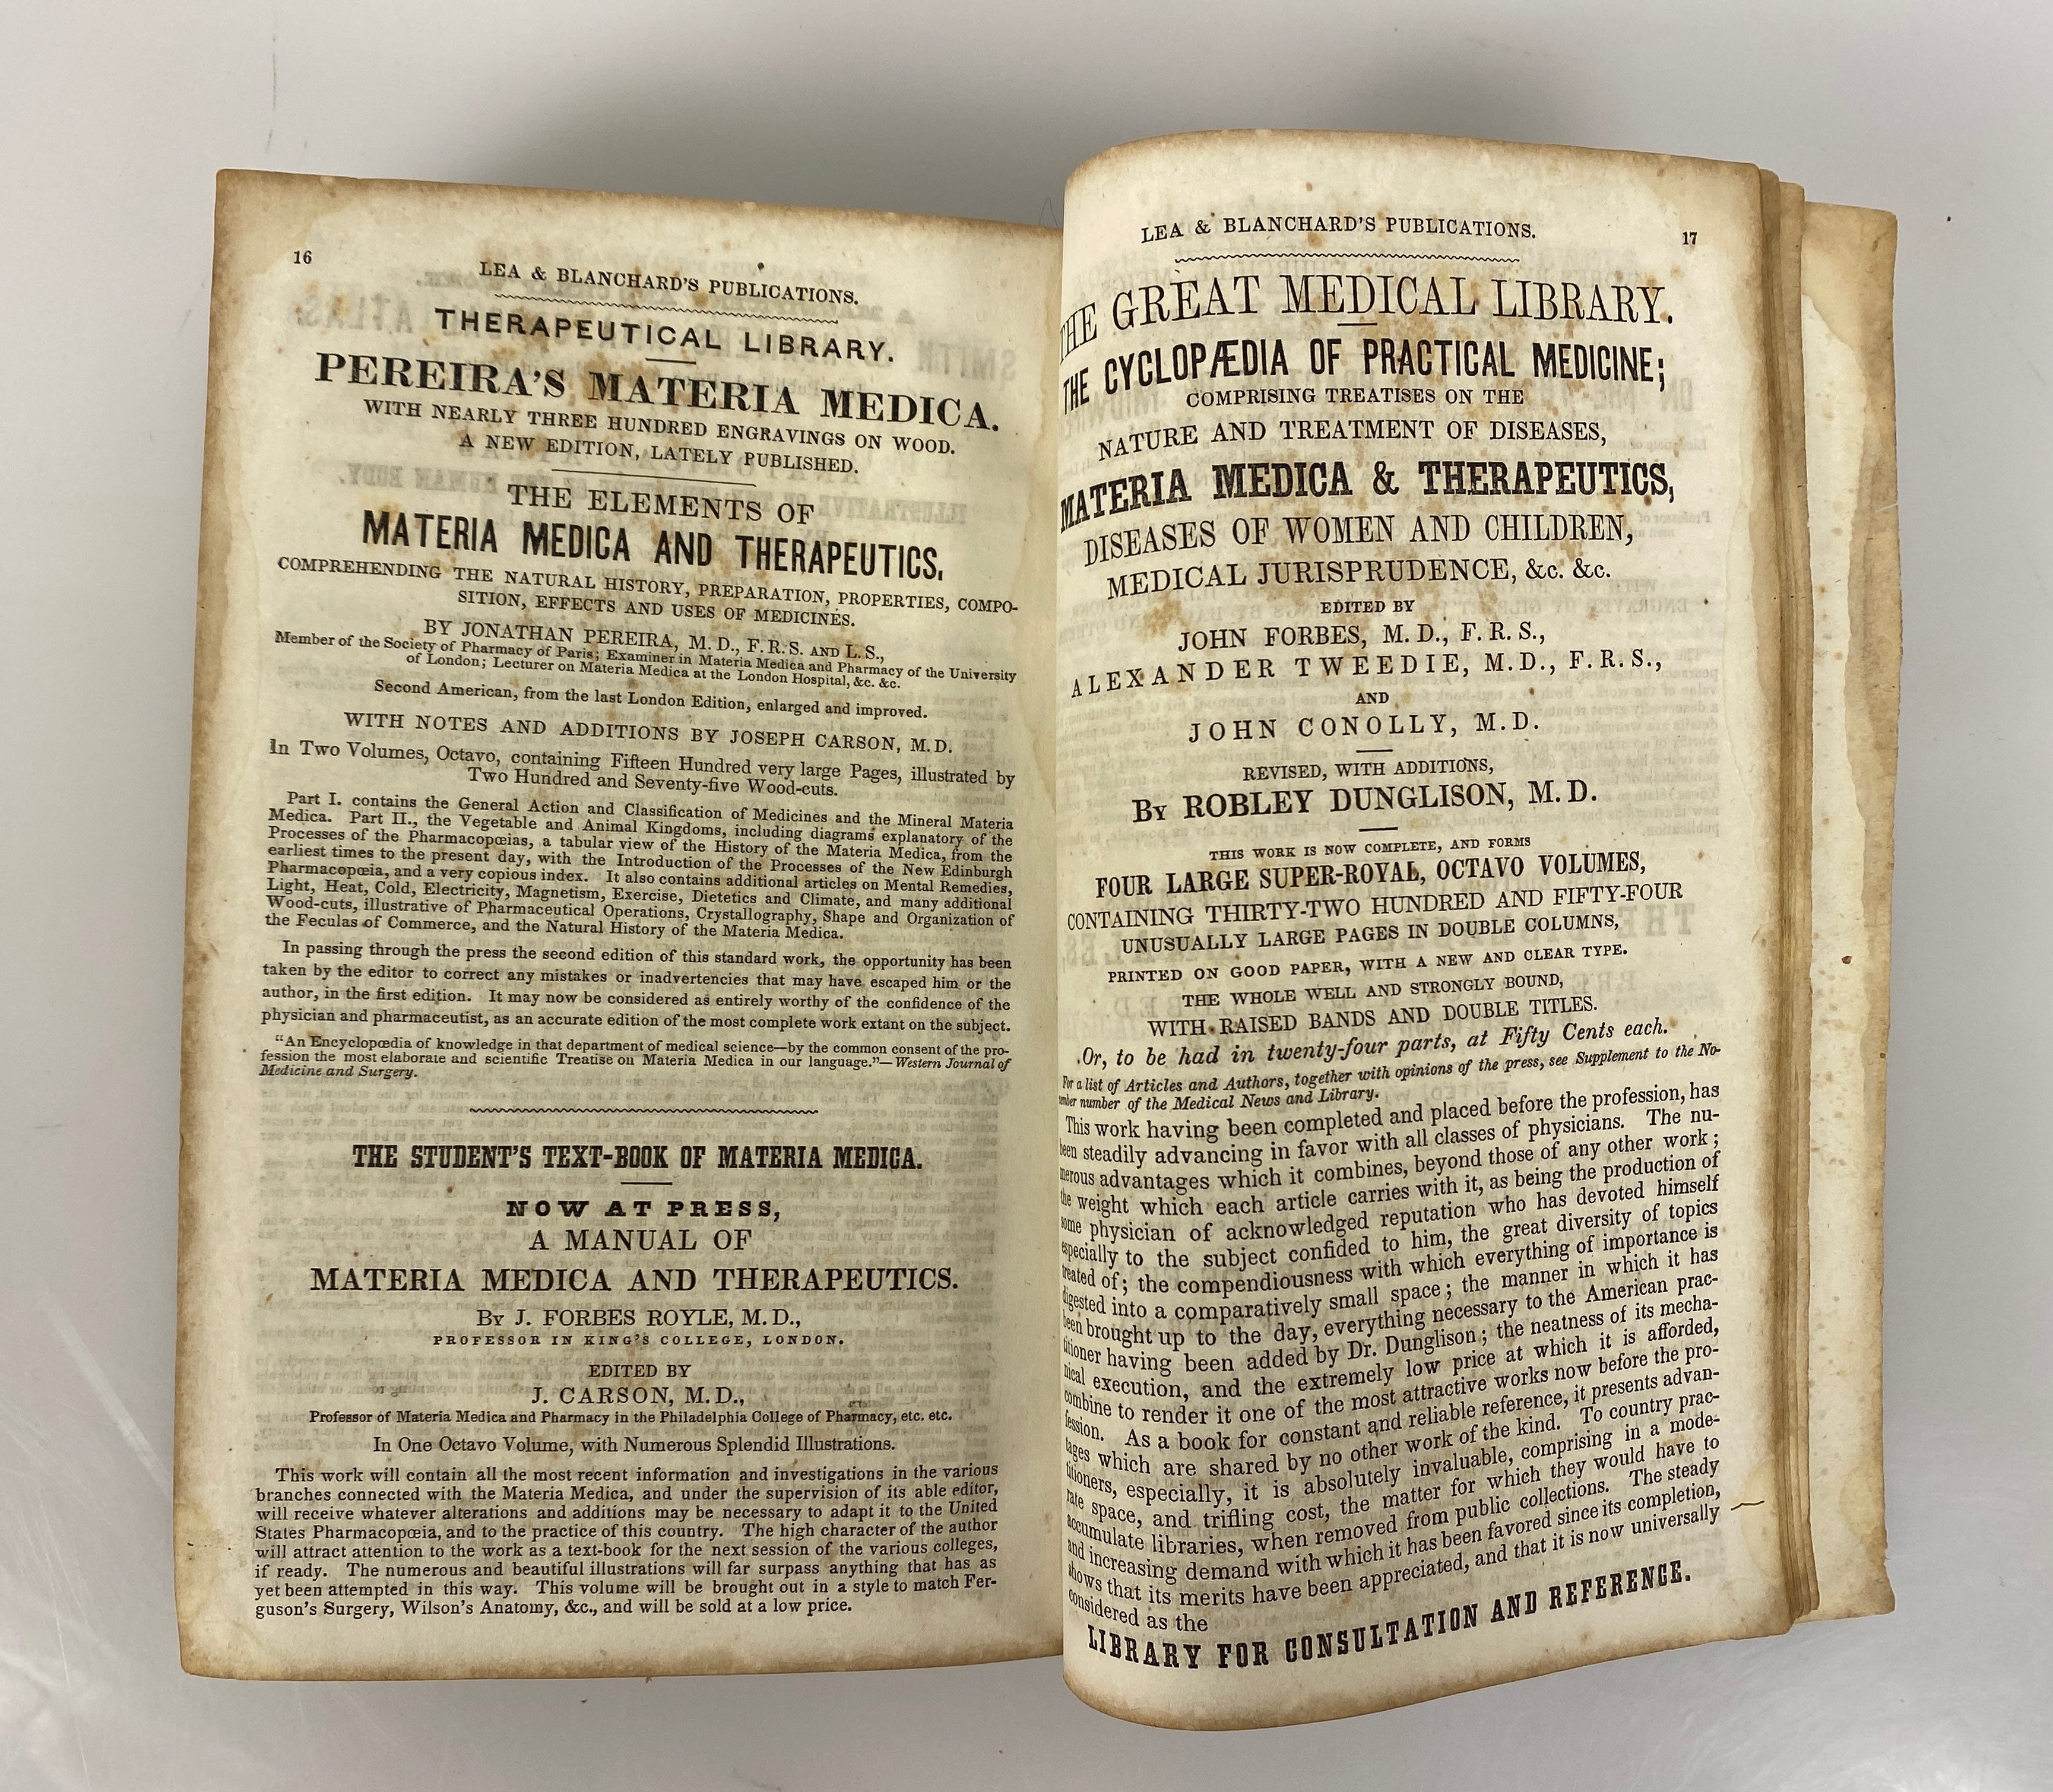 16
LEA & BLANCHARD'S PUBLICATIONS.
THERAPEUTICAL LIBRARY.
PEREIRA'S MATERIA MEDICA.
WITH NEARLY THREE HUNDRED ENGRAVINGS ON WOOD.
A NEW EDITION, LATELY PUBLISHED.
THE ELEMENTS OF
MATERIA MEDICA AND THERAPEUTICS,
COMPREHENDING THE NATURAL HISTORY, PREPARATION, PROPERTIES, COMPO-
SITION, EFFECTS AND USES OF MEDICINES.
BY JONATHAN PEREIRA, M. D., F. R. S. AND L. S.,
Member of the Society of Pharmacy of Paris; Examiner in Materia Medica and Pharmacy of the University
of London; Lecturer on Materia Medica at the London Hospital, &c. &c.
Second American, from the last London Edition, enlarged and improved.
WITH NOTES AND ADDITIONS BY JOSEPH CARSON, M. D.
In Two Volumes, Octavo, containing Fifteen Hundred very large Pages, illustrated by
Two Hundred and Seventy-five Wood-cuts.
Part I. contains the General Action and Classification of Medicines and the Mineral Materia
Medica. Part II., the Vegetable and Animal Kingdoms, including diagrams explanatory of the
Processes of the Pharmacopœias, a tabular view of the History of the Materia Medica, from the
earliest times to the present day, with the Introduction of the Processes of the New Edinburgh
Pharmacopœia, and a very copious index. It also contains additional articles on Mental Remedies,
Light, Heat, Cold, Electricity, Magnetism, Exercise, Dietetics and Climate, and many additional
Wood-cuts, illustrative of Pharmaceutical Operations, Crystallography, Shape and Organization of
the Feculas of Commerce, and the Natural History of the Materia Medica.
In passing through the press the second edition of this standard work, the opportunity has been
taken by the editor to correct any mistakes or inadvertencies that may have escaped him or the
author, in the first edition. It may now be considered as entirely worthy of the confidence of the
physician and pharmaceutist, as an accurate edition of the most complete work extant on the subject.
"An Encyclopœdia of knowledge in that department of medical science—by the common consent of the pro-
fession the most elaborate and scientific Treatise on Materia Medica in our language."—Western Journal of
Medicine and Surgery.
THE STUDENT'S TEXT-BOOK OF MATERIA MEDICA.
NOW AT PRESS,
A MANUAL OF
MATERIA MEDICA AND THERAPEUTICS.
By J. FORBES ROYLE, M. D.,
PROFESSOR IN KING'S COLLEGE, LONDON.
EDITED BY
J. CARSON, M. D.,
Professor of Materia Medica and Pharmacy in the Philadelphia College of Pharmacy, etc. etc.
In One Octavo Volume, with Numerous Splendid Illustrations.
This work will contain all the most recent information and investigations in the various
branches connected with the Materia Medica, and under the supervision of its able editor,
will receive whatever alterations and additions may be necessary to adapt it to the United
States Pharmacopœia, and to the practice of this country. The high character of the author
will attract attention to the work as a text-book for the next session of the various colleges,
if ready. The numerous and beautiful illustrations will far surpass anything that has as
yet been attempted in this way. This volume will be brought out in a style to match Fer-
guson's Surgery, Wilson's Anatomy, &c., and will be sold at a low price.
LEA & BLANCHARD'S PUBLICATIONS.
17
THE GREAT MEDICAL LIBRARY.
THE CYCLOPÆDIA OF PRACTICAL MEDICINE;
COMPRISING TREATISES ON THE
NATURE AND TREATMENT OF DISEASES,
MATERIA MEDICA & THERAPEUTICS,
DISEASES OF WOMEN AND CHILDREN,
MEDICAL JURISPRUDENCE, &c. &c.
EDITED BY
JOHN FORBES, M. D., F. R. S.,
ALEXANDER TWEEDIE, M. D., F. R. S.,
AND
JOHN CONOLLY, M. D.
REVISED, WITH ADDITIONS,
By ROBLEY DUNGLISON, M. D.
THIS WORK IS NOW COMPLETE, AND FORMS
FOUR LARGE SUPER-ROYAL, OCTAVO VOLUMES,
CONTAINING THIRTY-TWO HUNDRED AND FIFTY-FOUR
UNUSUALLY LARGE PAGES IN DOUBLE COLUMNS,
PRINTED ON GOOD PAPER, WITH A NEW AND CLEAR TYPE.
THE WHOLE WELL AND STRONGLY BOUND,
WITH RAISED BANDS AND DOUBLE TITLES.
Or, to be had in twenty-four parts, at Fifty Cents each.
For a list of Articles and Authors, together with opinions of the press, see Supplement to the No-
vember number of the Medical News and Library.
This work having been completed and placed before the profession, has
been steadily advancing in favor with all classes of physicians. The nu-
merous advantages which it combines, beyond those of any other work;
the weight which each article carries with it, as being the production of
some physician of acknowledged reputation who has devoted himself
especially to the subject confided to him, the great diversity of topics
treated of; the compendiousness with which everything of importance is
digested into a comparatively small space; the manner in which it has
been brought up to the day, everything necessary to the American prac-
titioner having been added by Dr. Dunglison; the neatness of its mecha-
nical execution, and the extremely low price at which it is afforded,
combine to render it one of the most attractive works now before the pro-
fession. As a book for constant and reliable reference, it presents advan-
tages which are shared by no other work of the kind. To country prac-
titioners, especially, it is absolutely invaluable, comprising in a mode-
rate space, and trifling cost, the matter for which they would have to
accumulate libraries, when removed from public collections. The steady
and increasing demand with which it has been favored since its completion,
shows that its merits have been appreciated, and that it is now universally
considered as the
LIBRARY FOR CONSULTATION AND REFERENCE.